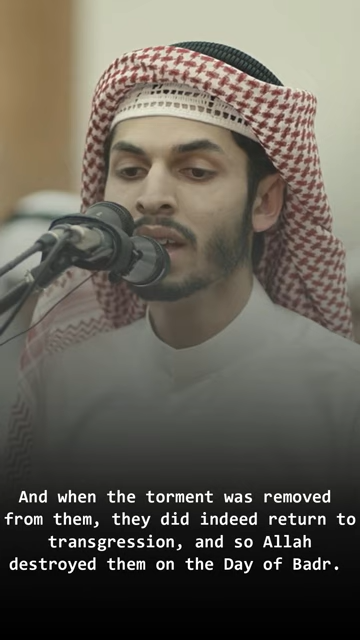 And when the torment was removed
from them, they did indeed return to
transgression, and so Allah
destroyed them on the Day of Badr.